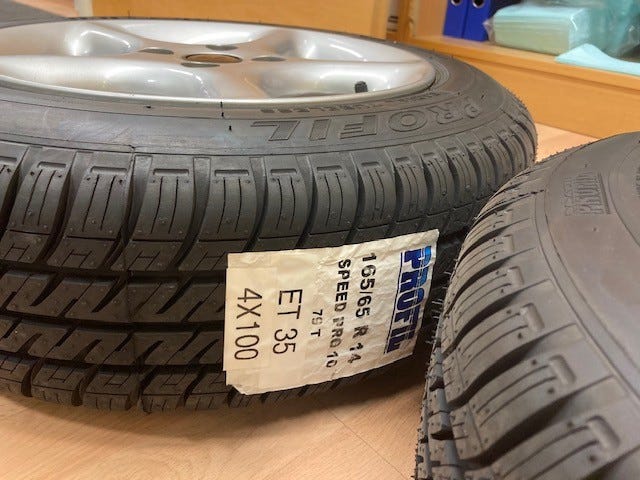 PROFIL
PROFIL
165/65 R 14
79 T
SPEED PRO 10
ET 35
4X100